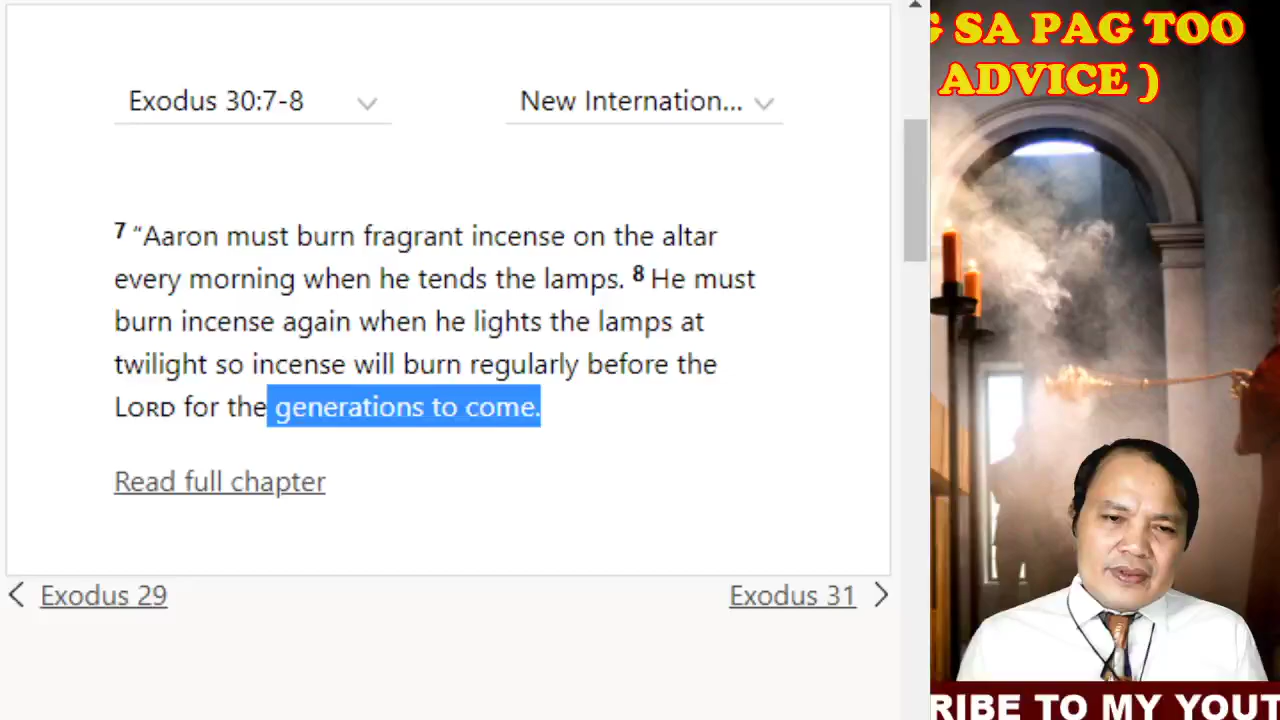 G SA PAG TOO
ADVICE )
Exodus 30:7-8
New Internation...
7 “Aaron must burn fragrant incense on the altar
every morning when he tends the lamps. 8 He must
burn incense again when he lights the lamps at
twilight so incense will burn regularly before the
LORD for the generations to come.
Read full chapter
Exodus 29
Exodus 31
RIBE TO MY YOUT